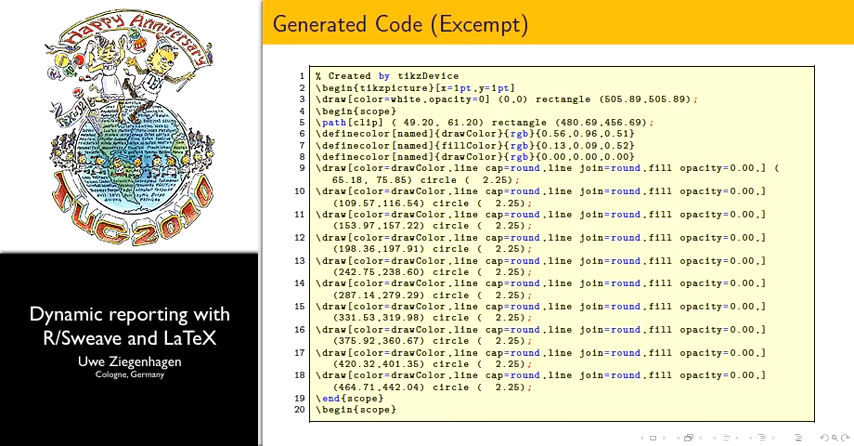 Happy Anniversary
TUG 2010
Dynamic reporting with
R/Sweave and LaTeX
Uwe Ziegenhagen
Cologne, Germany
Generated Code (Excempt)
1 % Created by tikzDevice
2 \begin{tikzpicture}[x=1pt,y=1pt]
3 \draw[color=white,opacity=0] (0,0) rectangle (505.89,505.89);
4 \begin{scope}
5 \path[clip] ( 49.20, 61.20) rectangle (480.69,456.69);
6 \definecolor[named]{drawColor}{rgb}{0.56,0.96,0.51}
7 \definecolor[named]{fillColor}{rgb}{0.13,0.09,0.52}
8 \definecolor[named]{drawColor}{rgb}{0.00,0.00,0.00}
9 \draw[color=drawColor,line cap=round,line join=round,fill opacity=0.00,] (
65.18, 75.85) circle ( 2.25);
10 \draw[color=drawColor,line cap=round,line join=round,fill opacity=0.00,]
(109.57,116.54) circle ( 2.25);
11 \draw[color=drawColor,line cap=round,line join=round,fill opacity=0.00,]
(153.97,157.22) circle ( 2.25);
12 \draw[color=drawColor,line cap=round,line join=round,fill opacity=0.00,]
(198.36,197.91) circle ( 2.25);
13 \draw[color=drawColor,line cap=round,line join=round,fill opacity=0.00,]
(242.75,238.60) circle ( 2.25);
14 \draw[color=drawColor,line cap=round,line join=round,fill opacity=0.00,]
(287.14,279.29) circle ( 2.25);
15 \draw[color=drawColor,line cap=round,line join=round,fill opacity=0.00,]
(331.53,319.98) circle ( 2.25);
16 \draw[color=drawColor,line cap=round,line join=round,fill opacity=0.00,]
(375.92,360.67) circle ( 2.25);
17 \draw[color=drawColor,line cap=round,line join=round,fill opacity=0.00,]
(420.32,401.35) circle ( 2.25);
18 \draw[color=drawColor,line cap=round,line join=round,fill opacity=0.00,]
(464.71,442.04) circle ( 2.25);
19 \end{scope}
20 \begin{scope}